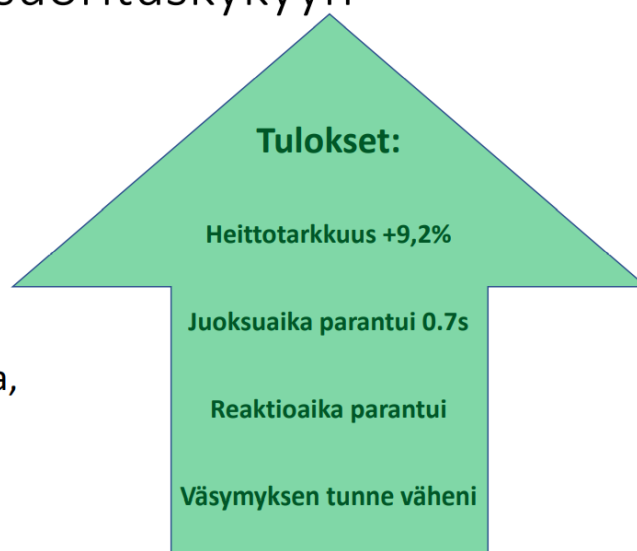 Tulokset:
Heittotarkkuus +9,2%
Juoksuaika parantui 0.7s
a,
Reaktioaika parantui
Väsymyksen tunne väheni